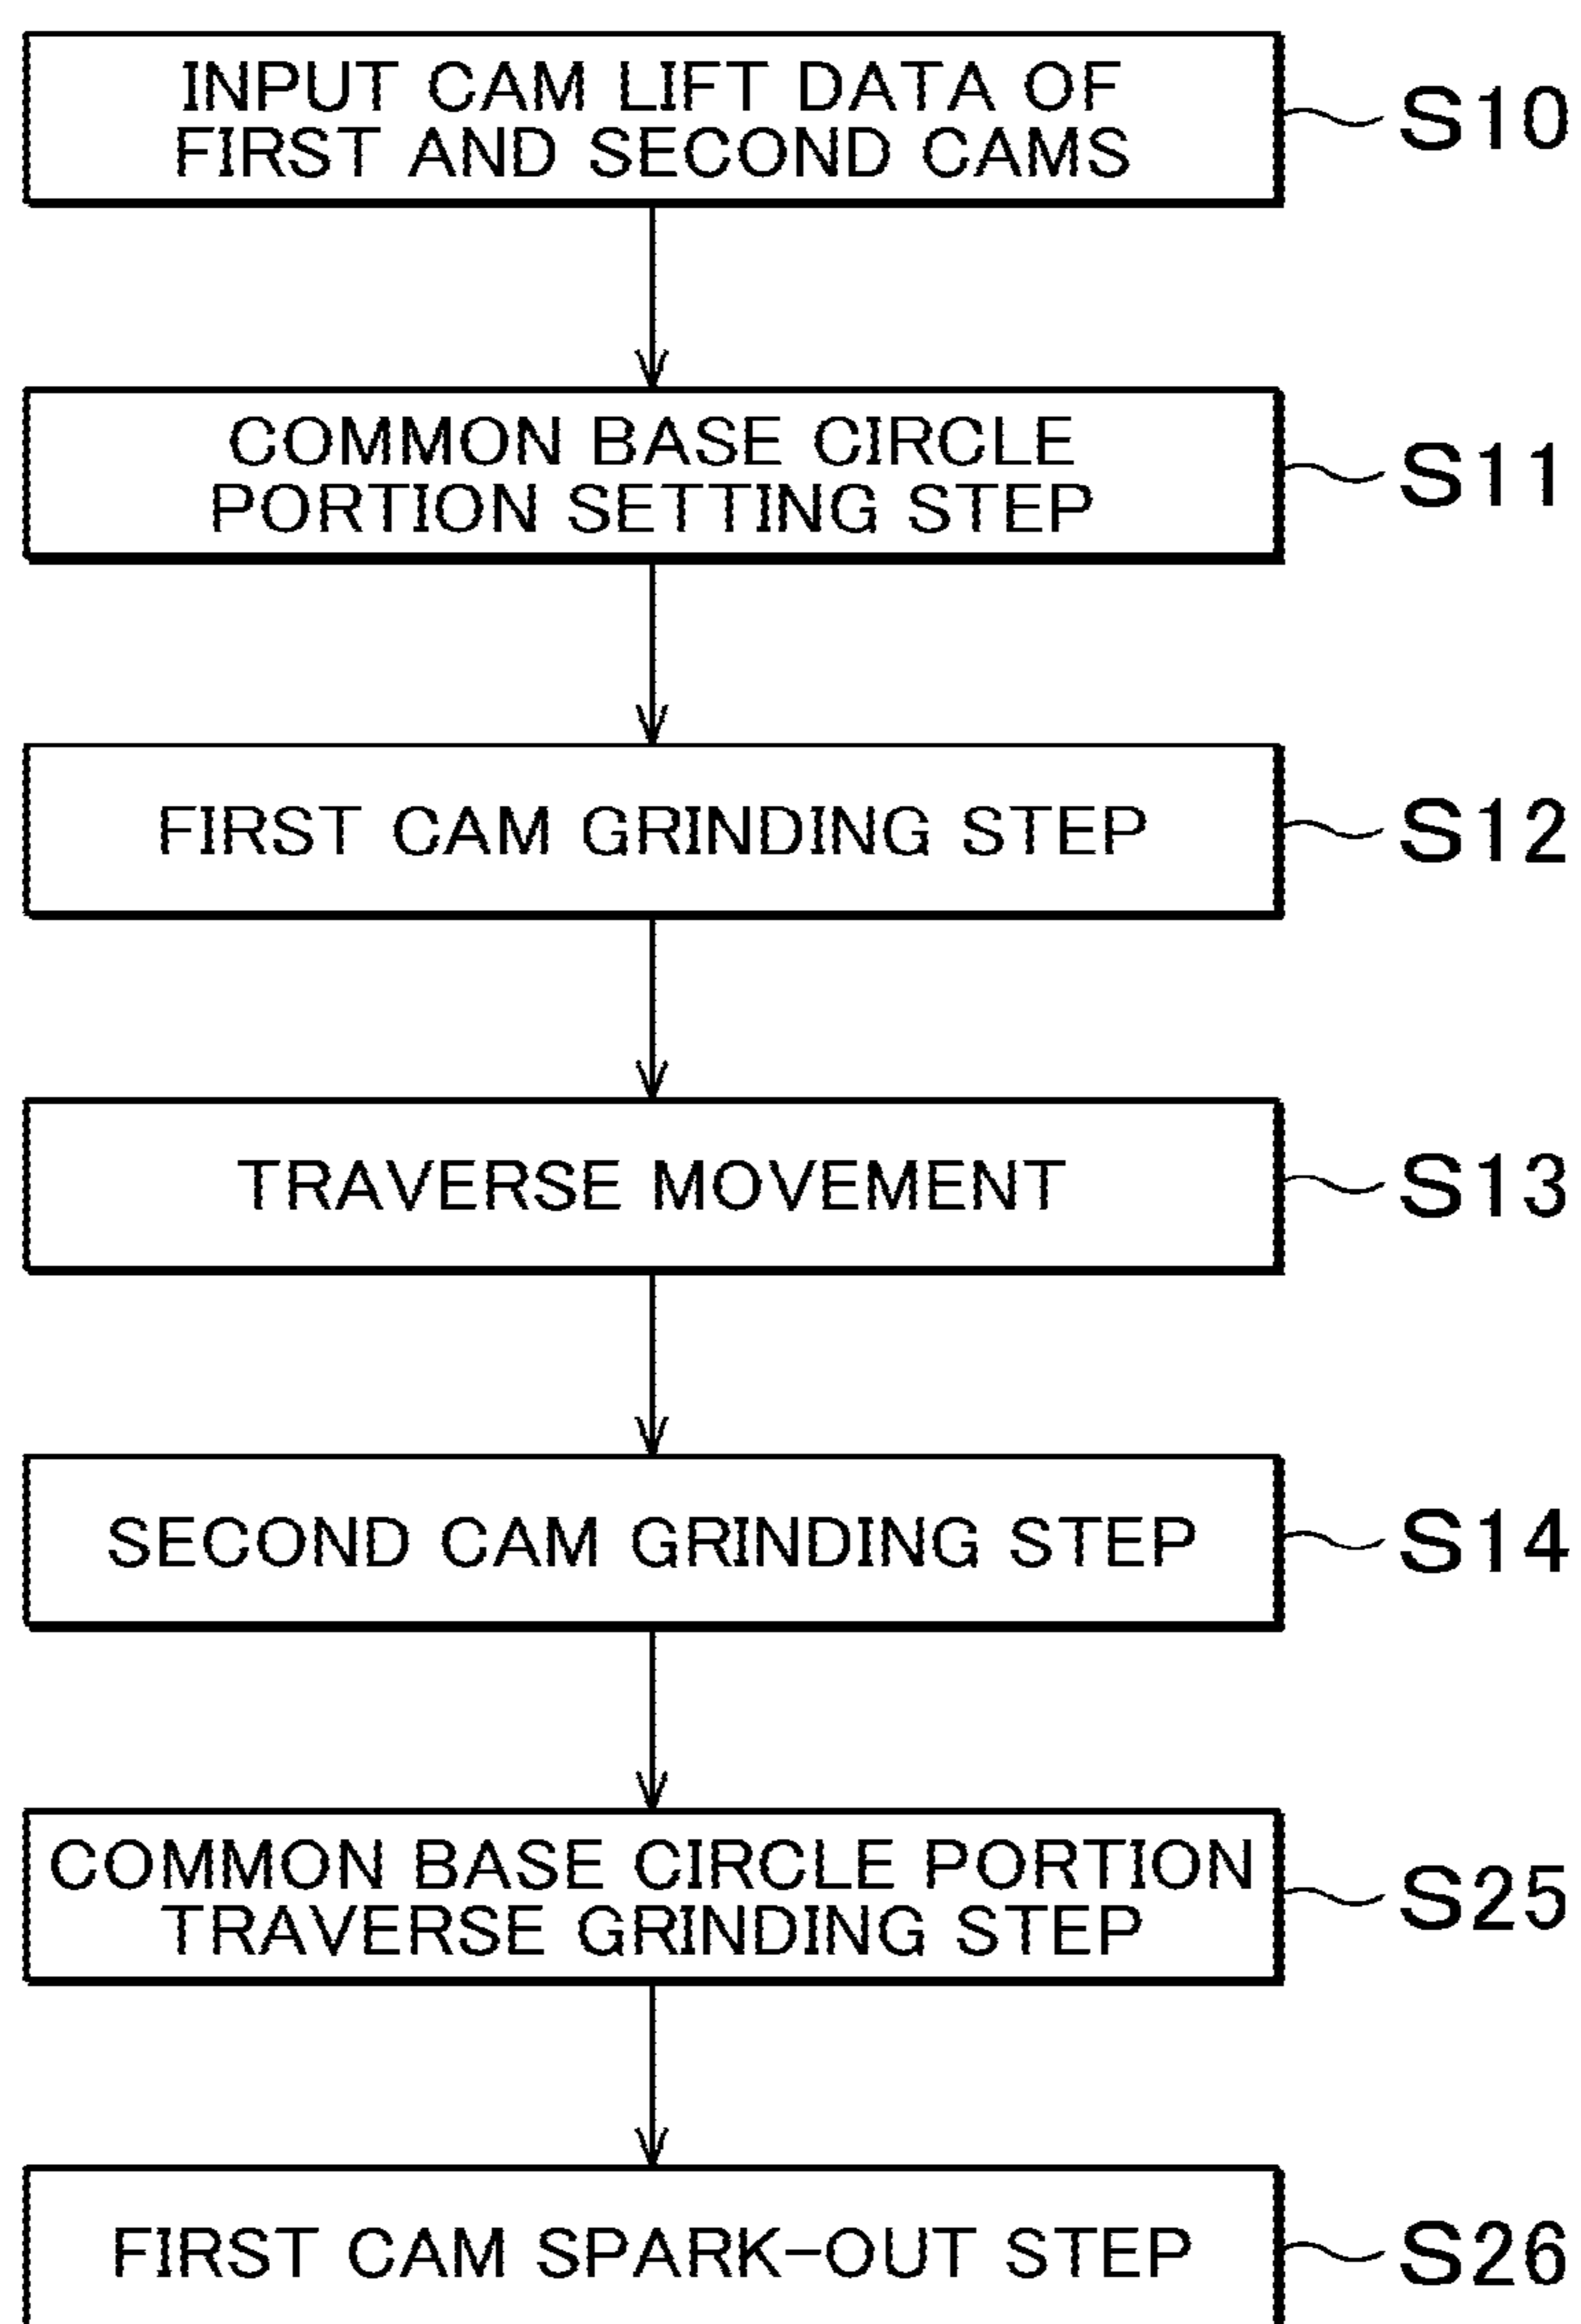 INPUT CAM LIFT DATA OF
FIRST AND SECOND CAMS
S10
COMMON BASE CIRCLE
PORTION SETTING STEP
S11
FIRST CAM GRINDING STEP
S12
TRAVERSE MOVEMENT
S13
SECOND CAM GRINDING STEP
S14
COMMON BASE CIRCLE PORTION
TRAVERSE GRINDING STEP
S25
FIRST CAM SPARK-OUT STEP
S26